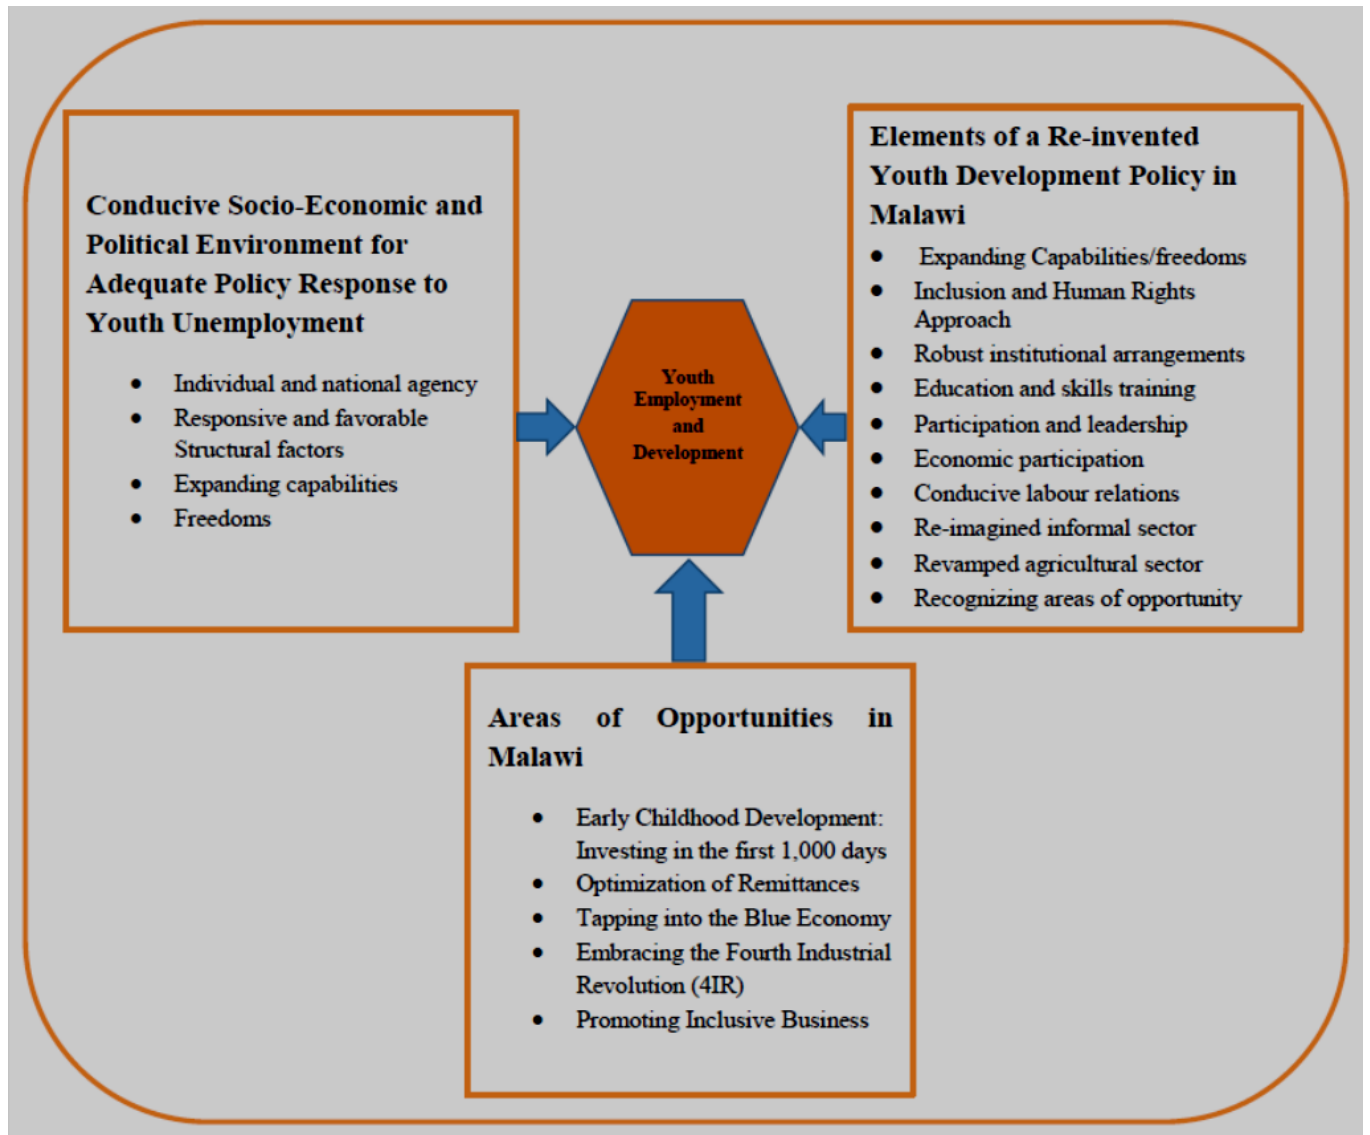 Conducive Socio-Economic and
Political Environment for
Adequate Policy Response to
Youth Unemployment
• Individual and national agency
• Responsive and favorable
Structural factors
• Expanding capabilities
• Freedoms
Youth
Employment
and
Development
Elements of a Re-invented
Youth Development Policy in
Malawi
• Expanding Capabilities/freedoms
• Inclusion and Human Rights
Approach
• Robust institutional arrangements
• Education and skills training
• Participation and leadership
• Economic participation
• Conducive labour relations
• Re-imagined informal sector
• Revamped agricultural sector
• Recognizing areas of opportunity
Areas of Opportunities in
Malawi
• Early Childhood Development:
Investing in the first 1,000 days
• Optimization of Remittances
• Tapping into the Blue Economy
• Embracing the Fourth Industrial
Revolution (4IR)
• Promoting Inclusive Business